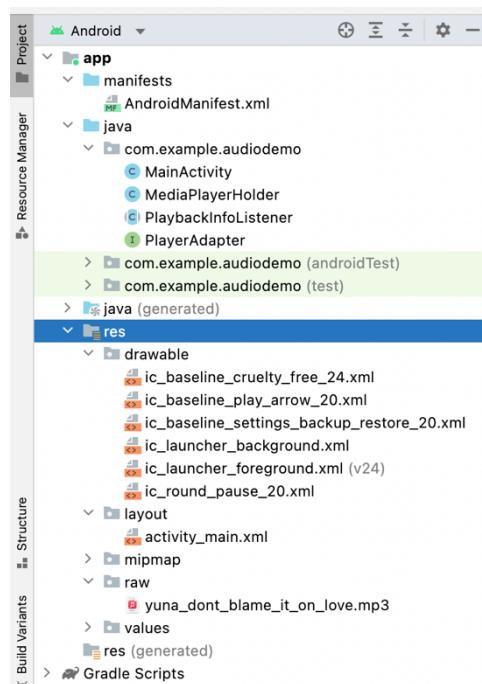 Android
app
manifests
MF AndroidManifest.xml
java
com.example.audiodemo
C MainActivity
C MediaPlayerHolder
C PlaybackInfoListener
I PlayerAdapter
com.example.audiodemo (androidTest)
com.example.audiodemo (test)
java (generated)
res
drawable
ic_baseline_cruelty_free_24.xml
ic_baseline_play_arrow_20.xml
ic_baseline_settings_backup_restore_20.xml
ic_launcher_background.xml
ic_launcher_foreground.xml (v24)
ic_round_pause_20.xml
layout
activity_main.xml
mipmap
raw
yuna_dont_blame_it_on_love.mp3
values
res (generated)
Gradle Scripts
Project
Resource Manager
Structure
Build Variants